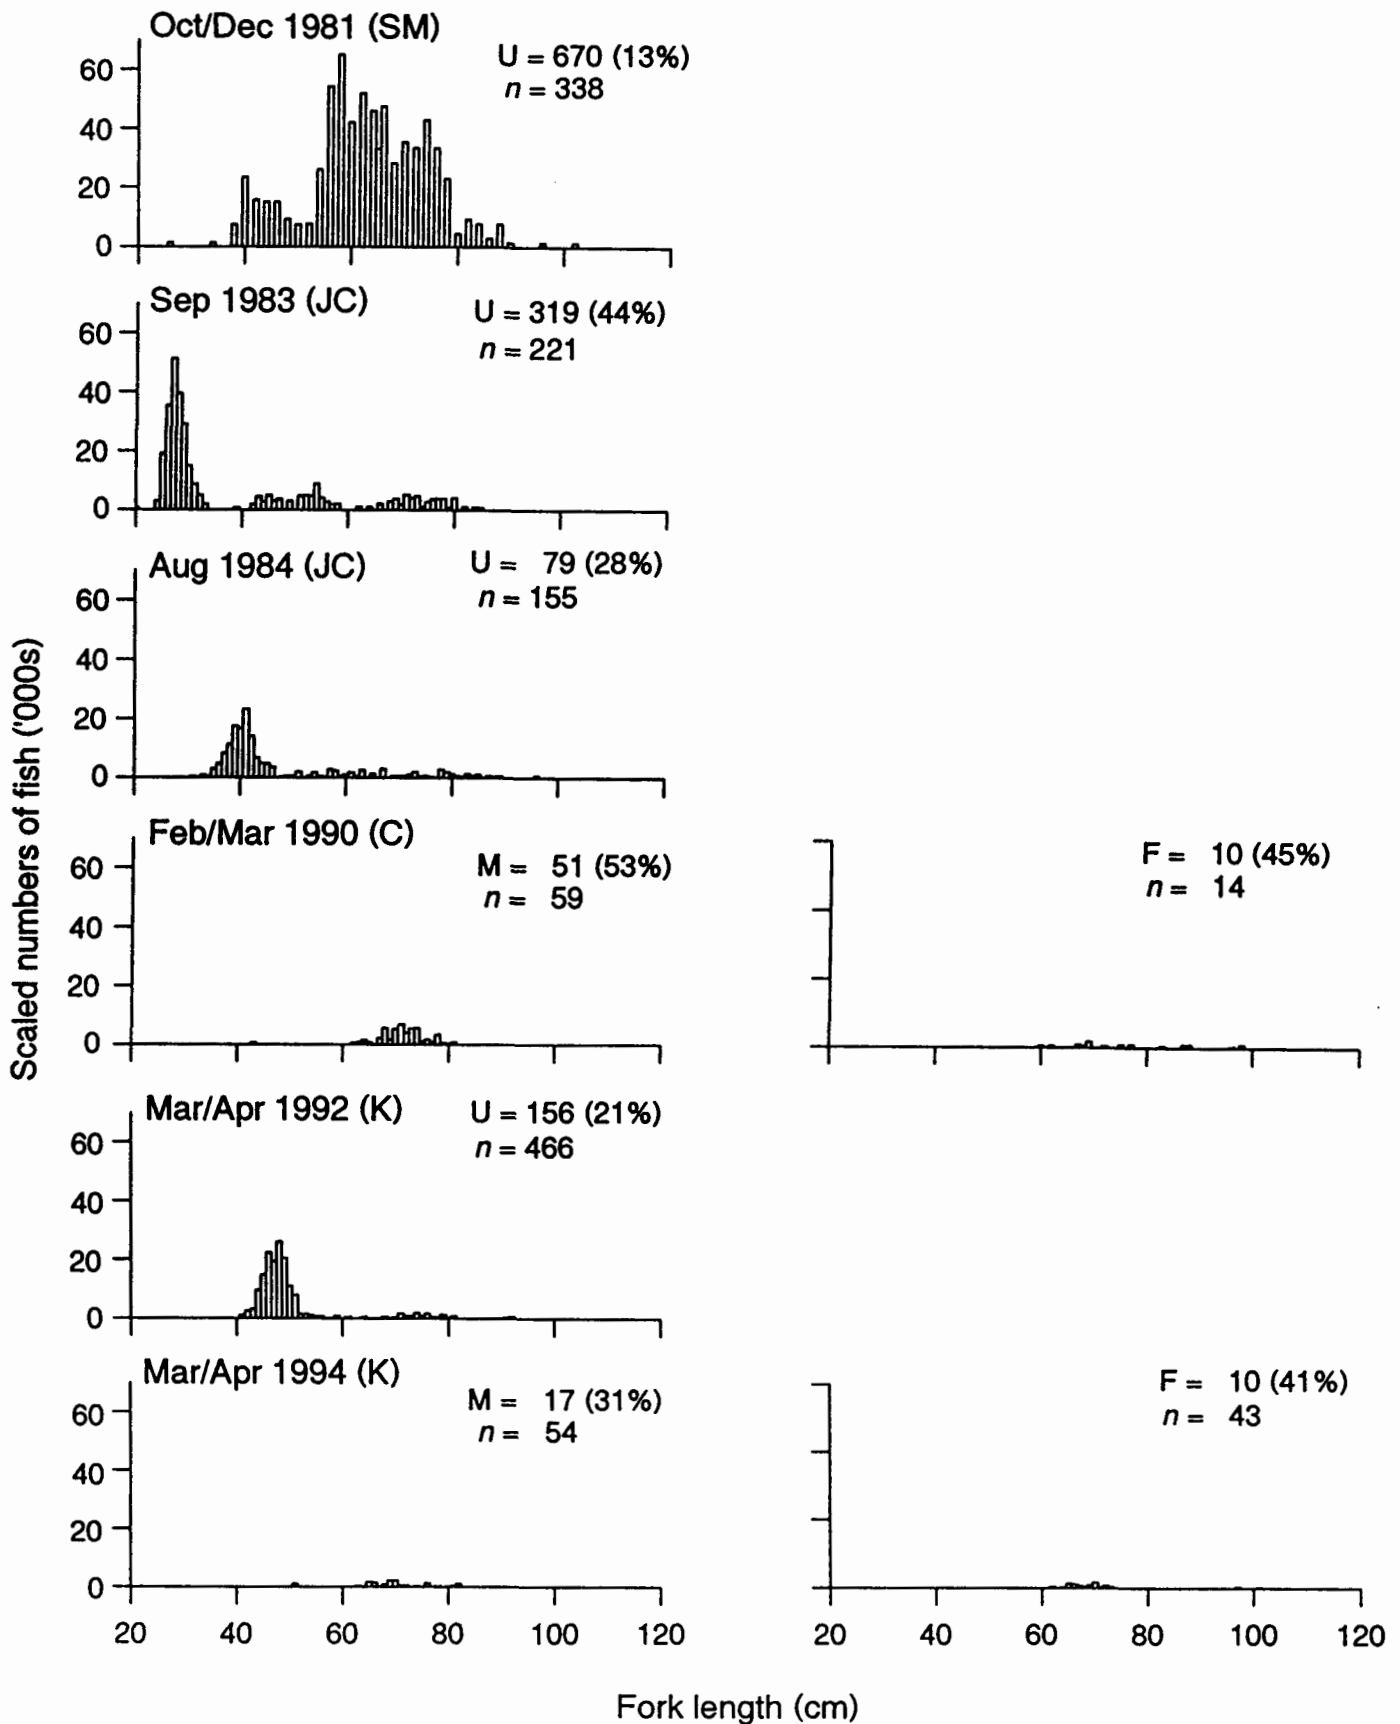 Oct/Dec 1981 (SM)
U = 670 (13%)
n = 338
60
40
20
0
Sep 1983 (JC)
U = 319 (44%)
n = 221
60
40
20
0
Aug 1984 (JC)
U = 79 (28%)
n = 155
60
40
20
0
Feb/Mar 1990 (C)
M = 51 (53%)
n = 59
60
40
20
0
F = 10 (45%)
n = 14
Mar/Apr 1992 (K)
U = 156 (21%)
n = 466
60
40
20
0
Mar/Apr 1994 (K)
M = 17 (31%)
n = 54
60
40
20
0
F = 10 (41%)
n = 43
20 40 60 80 100 120
20 40 60 80 100 120
Scaled numbers of fish ('000s)
Fork length (cm)